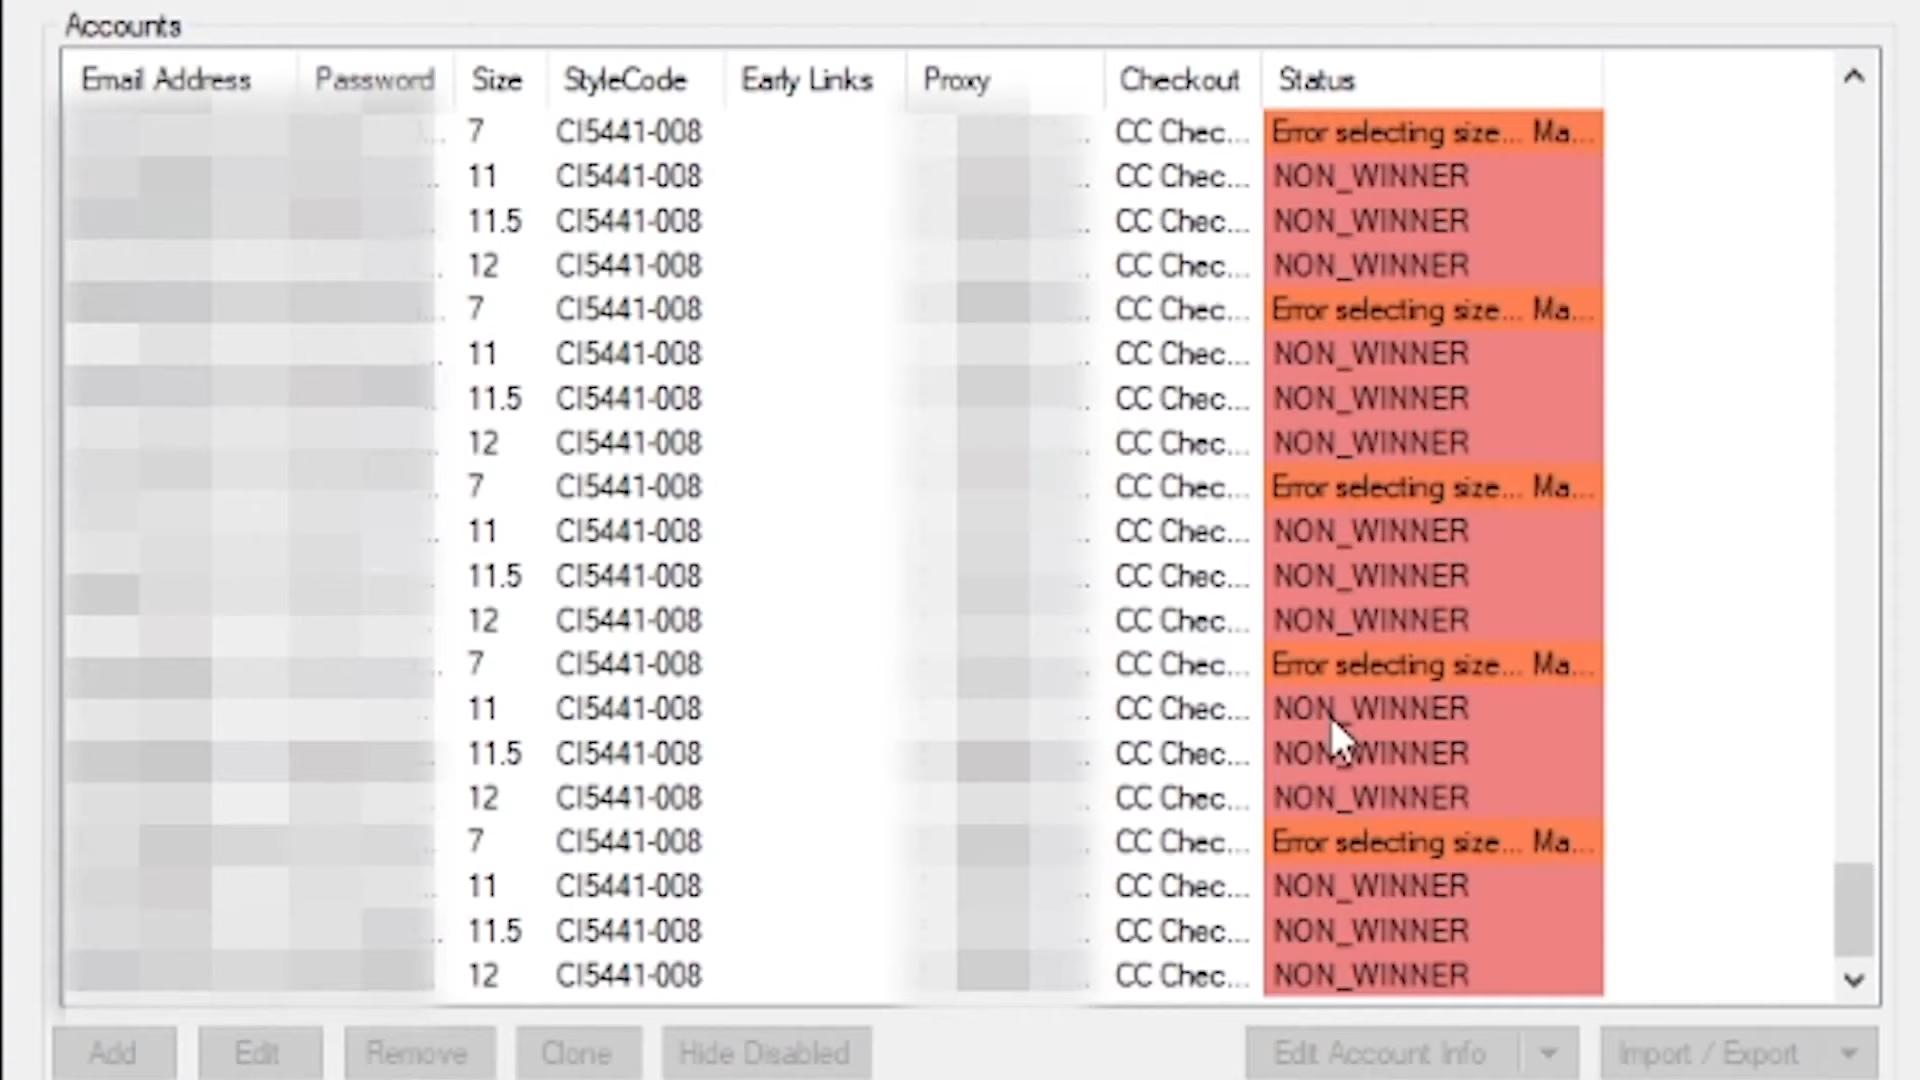 Accounts
Email Address Password Size StyleCode Early Links Proxy Checkout Status
7 CI5441-008 CC Chec... Error selecting size... Ma...
11 CI5441-008 CC Chec... NON_WINNER
11.5 CI5441-008 CC Chec... NON_WINNER
12 CI5441-008 CC Chec... NON_WINNER
7 CI5441-008 CC Chec... Error selecting size... Ma...
11 CI5441-008 CC Chec... NON_WINNER
11.5 CI5441-008 CC Chec... NON_WINNER
12 CI5441-008 CC Chec... NON_WINNER
7 CI5441-008 CC Chec... Error selecting size... Ma...
11 CI5441-008 CC Chec... NON_WINNER
11.5 CI5441-008 CC Chec... NON_WINNER
12 CI5441-008 CC Chec... NON_WINNER
7 CI5441-008 CC Chec... Error selecting size... Ma...
11 CI5441-008 CC Chec... NON_WINNER
11.5 CI5441-008 CC Chec... NON_WINNER
12 CI5441-008 CC Chec... NON_WINNER
7 CI5441-008 CC Chec... Error selecting size... Ma...
11 CI5441-008 CC Chec... NON_WINNER
11.5 CI5441-008 CC Chec... NON_WINNER
12 CI5441-008 CC Chec... NON_WINNER
Add Edit Remove Clone Hide Disabled Edit Account Info Import / Export